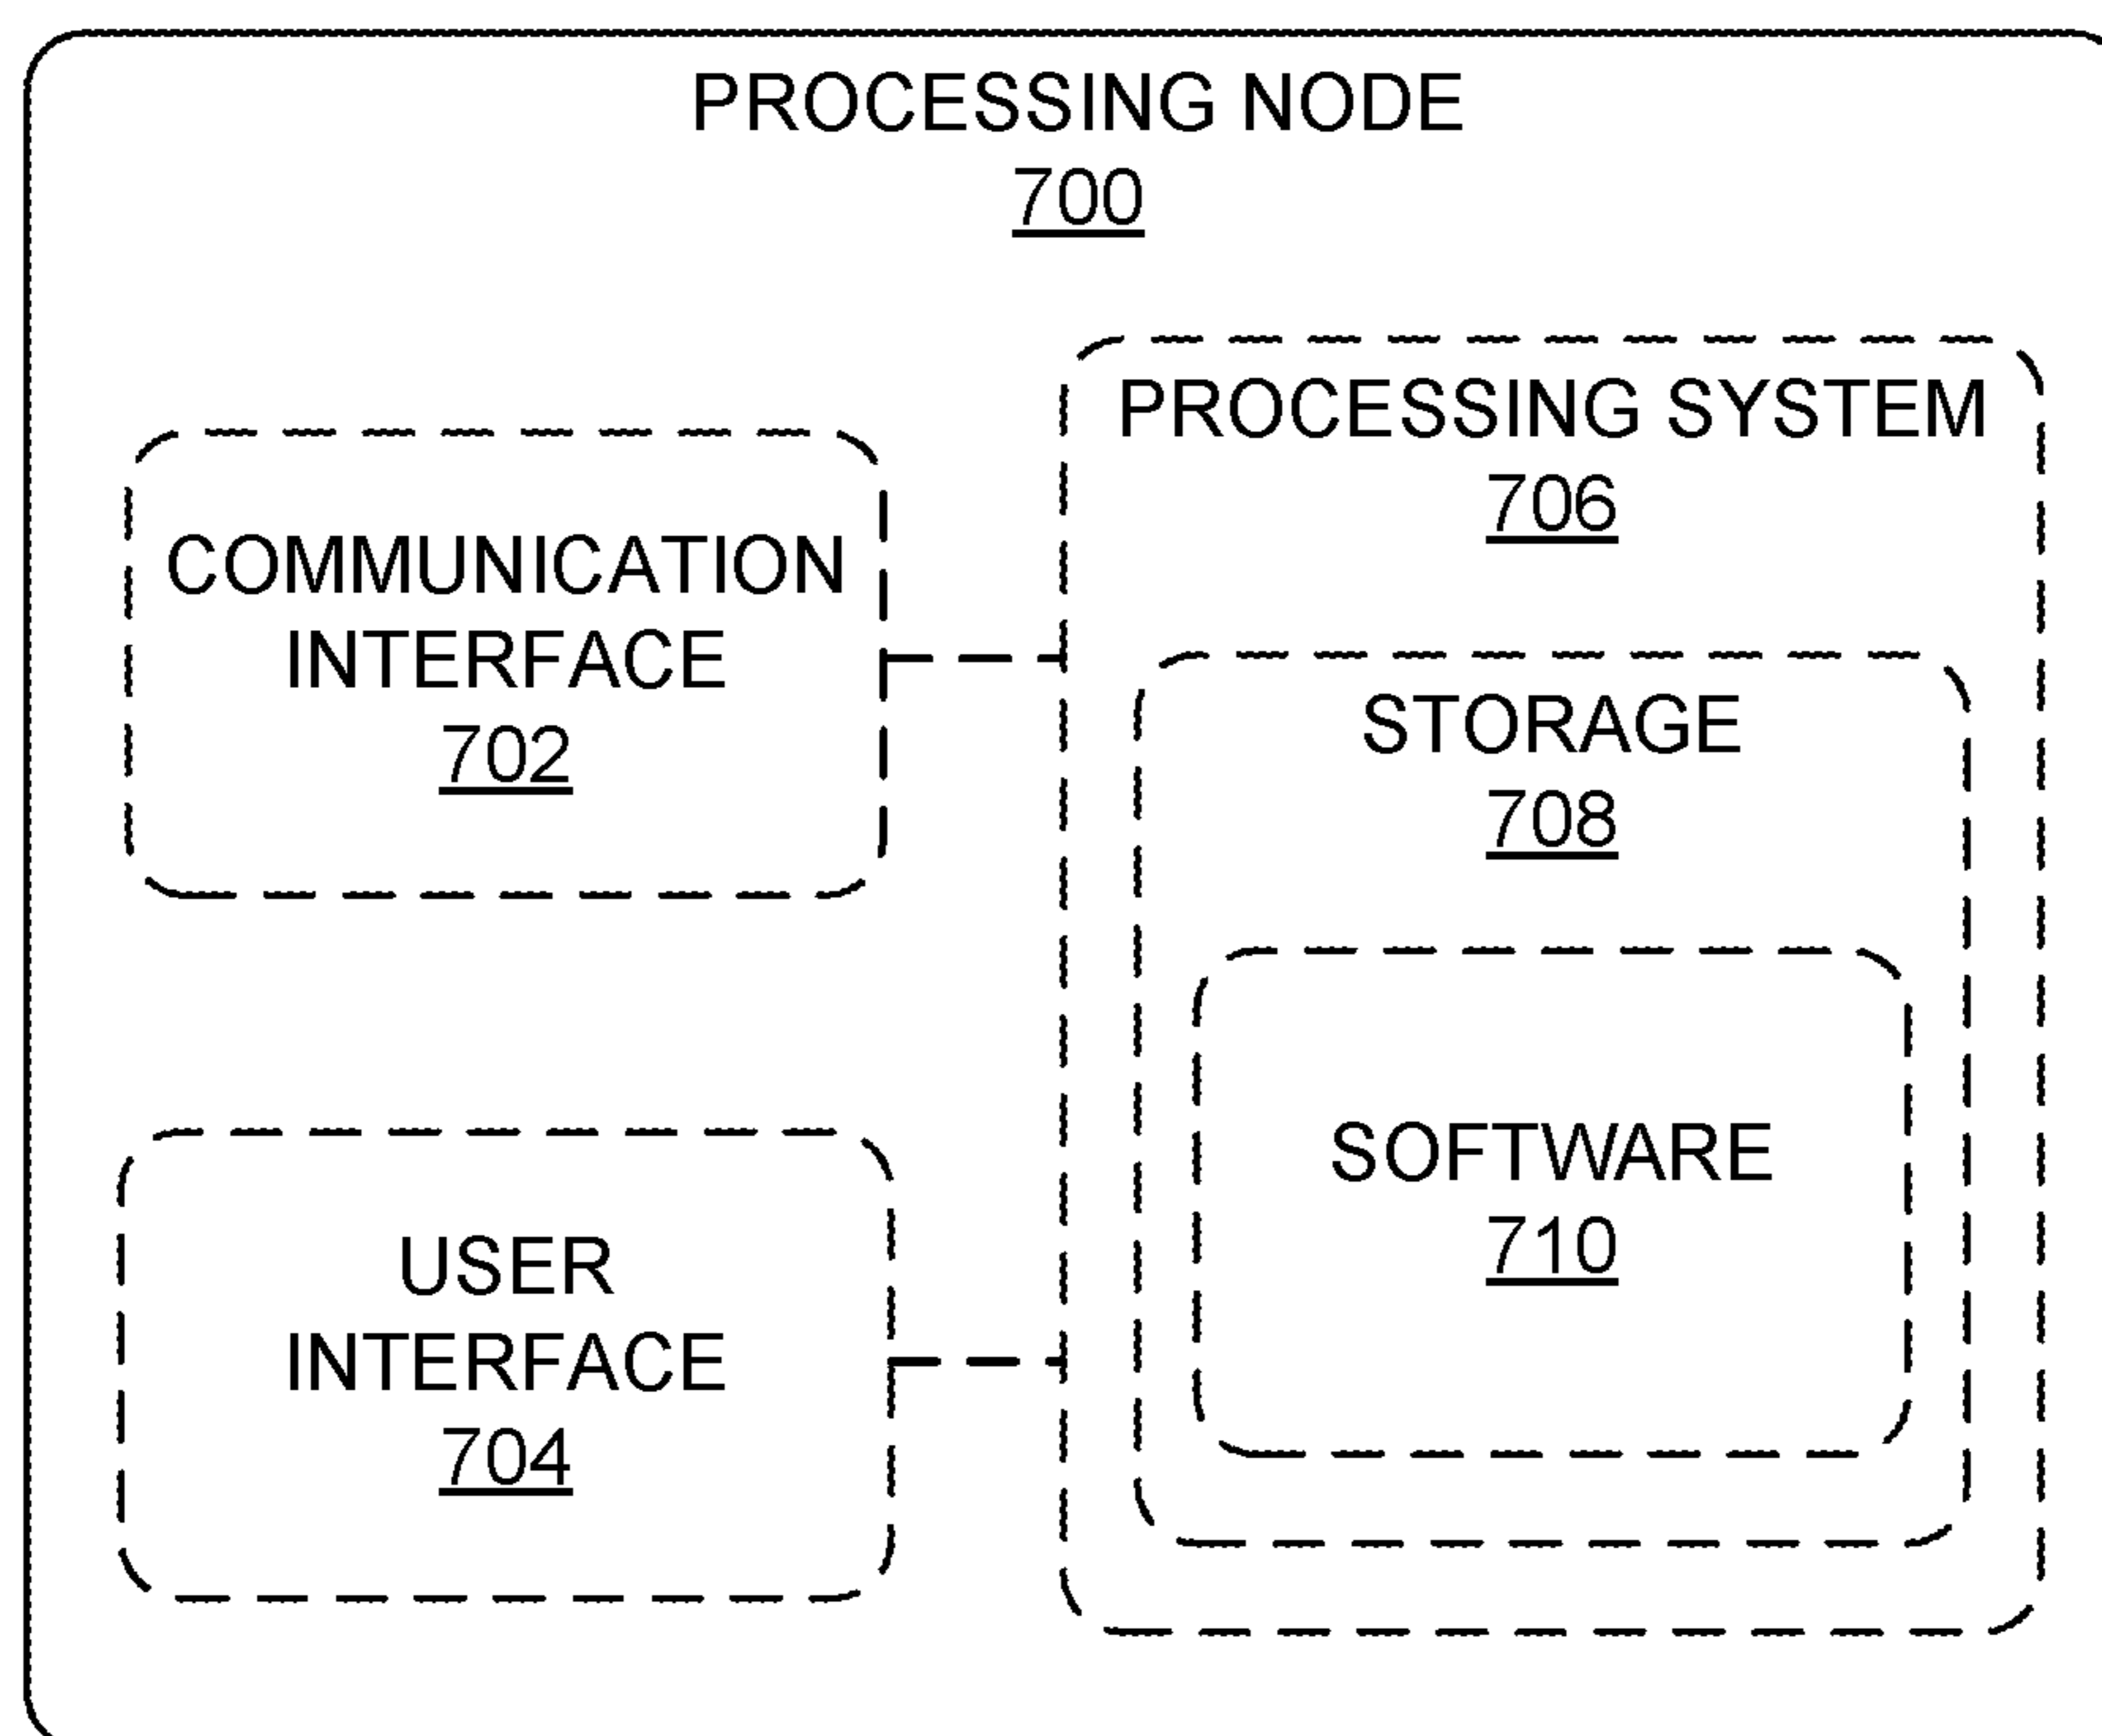 PROCESSING NODE
700
COMMUNICATION
INTERFACE
702
USER
INTERFACE
704
PROCESSING SYSTEM
706
STORAGE
708
SOFTWARE
710